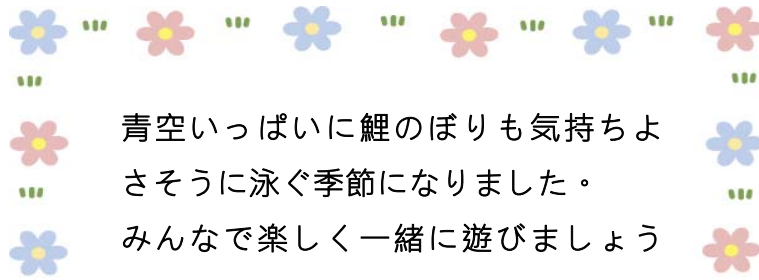 青空いっぱいに鯉のぼりも気持ちよ
さそうに泳ぐ季節になりました。
みんなで楽しく一緒に遊びましょう